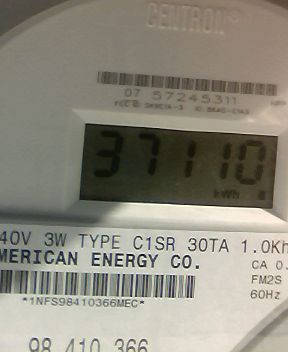 CENTRON®
07 57245311
37110
kWh
40V 3W TYPE C1SR 30TA 1.0Kh
MERICAN ENERGY CO.
CA 0.
FM2S
60Hz
*1NFS98410366MEC*
98 410 366